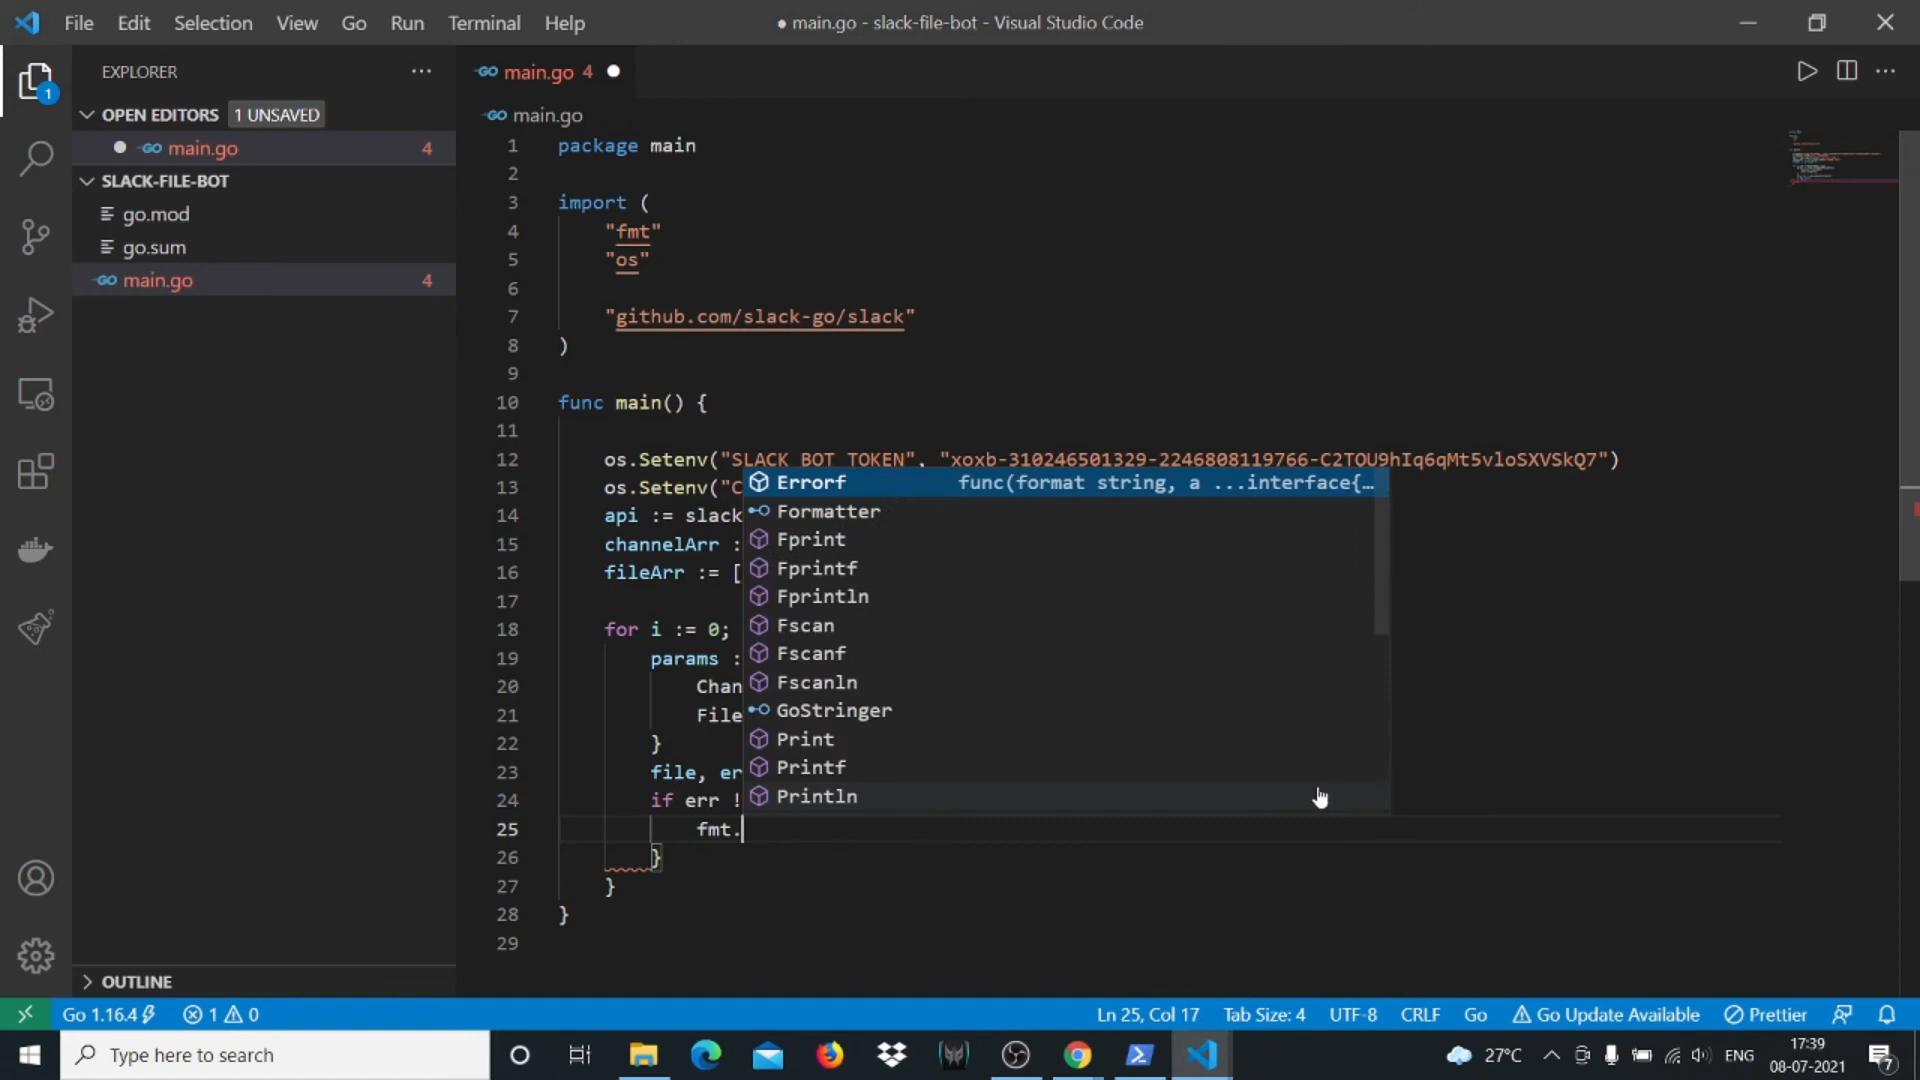 File Edit Selection View Go Run Terminal Help
● main.go - slack-file-bot - Visual Studio Code
EXPLORER
OPEN EDITORS 1 UNSAVED
GO main.go 4
SLACK-FILE-BOT
go.mod
go.sum
GO main.go 4
OUTLINE
1
GO main.go 4
GO main.go
1 package main
2
3 import (
4 "fmt"
5 "os"
6
7 "github.com/slack-go/slack"
8 )
9
10 func main() {
11
12 os.Setenv("SLACK_BOT_TOKEN", "xoxb-310246501329-2246808119766-C2TOU9hIq6qMt5vloSXVSkQ7")
13 os.Setenv("C
14 api := slack
15 channelArr :
16 fileArr := [
17
18 for i := 0;
19 params :
20 Chan
21 File
22 }
23 file, er
24 if err !
25 fmt.
26 }
27 }
28 }
29
Errorf func(format string, a ...interface{…
Formatter
Fprint
Fprintf
Fprintln
Fscan
Fscanf
Fscanln
GoStringer
Print
Printf
Println
Go 1.16.4 1 0
Ln 25, Col 17 Tab Size: 4 UTF-8 CRLF Go Go Update Available Prettier
Type here to search
27°C ENG 17:39
08-07-2021
7